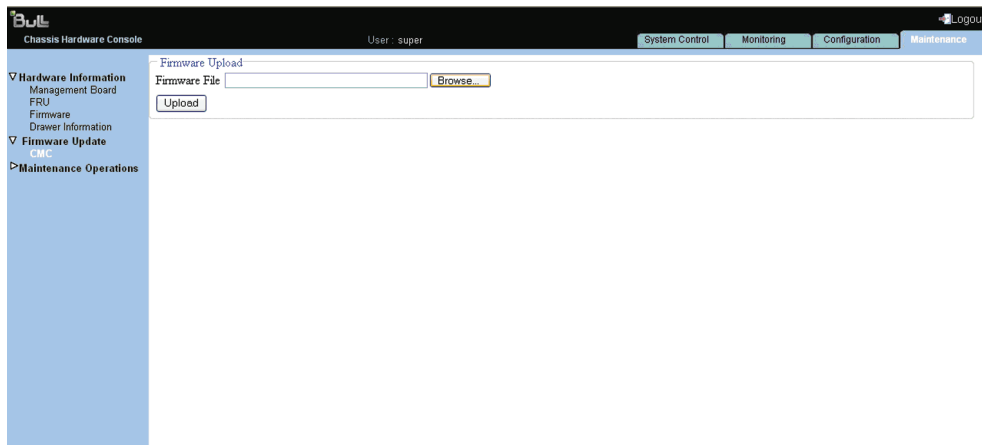 Bull
Logou
Chassis Hardware Console
User : super
System Control
Monitoring
Configuration
Maintenance
Hardware Information
Management Board
FRU
Firmware
Drawer Information
Firmware Update
CMC
Maintenance Operations
Firmware Upload
Firmware File
Browse...
Upload